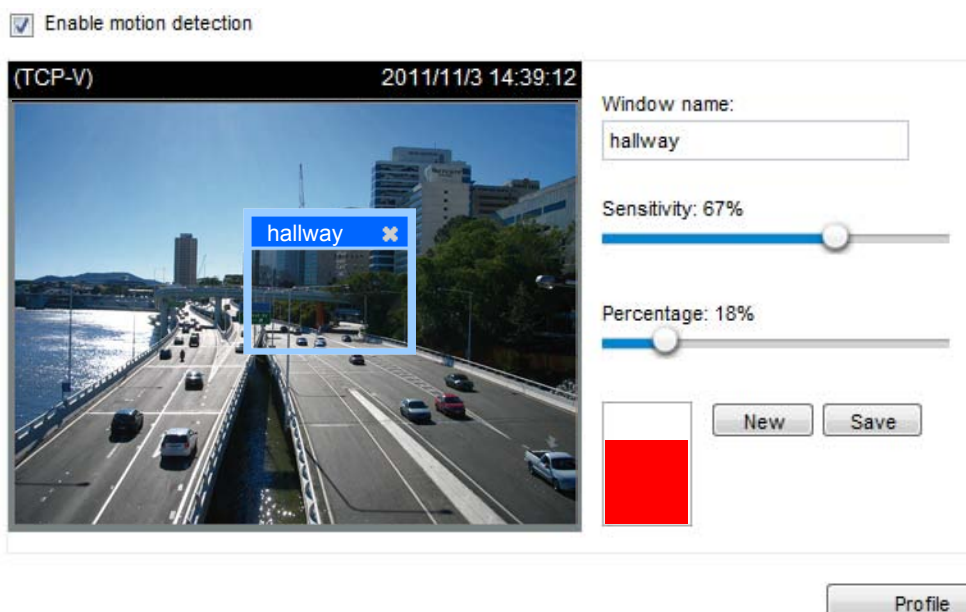 Enable motion detection
(TCP-V) 2011/11/3 14:39:12
Window name:
hallway
hallway
Sensitivity: 67%
Percentage: 18%
New Save
Profile